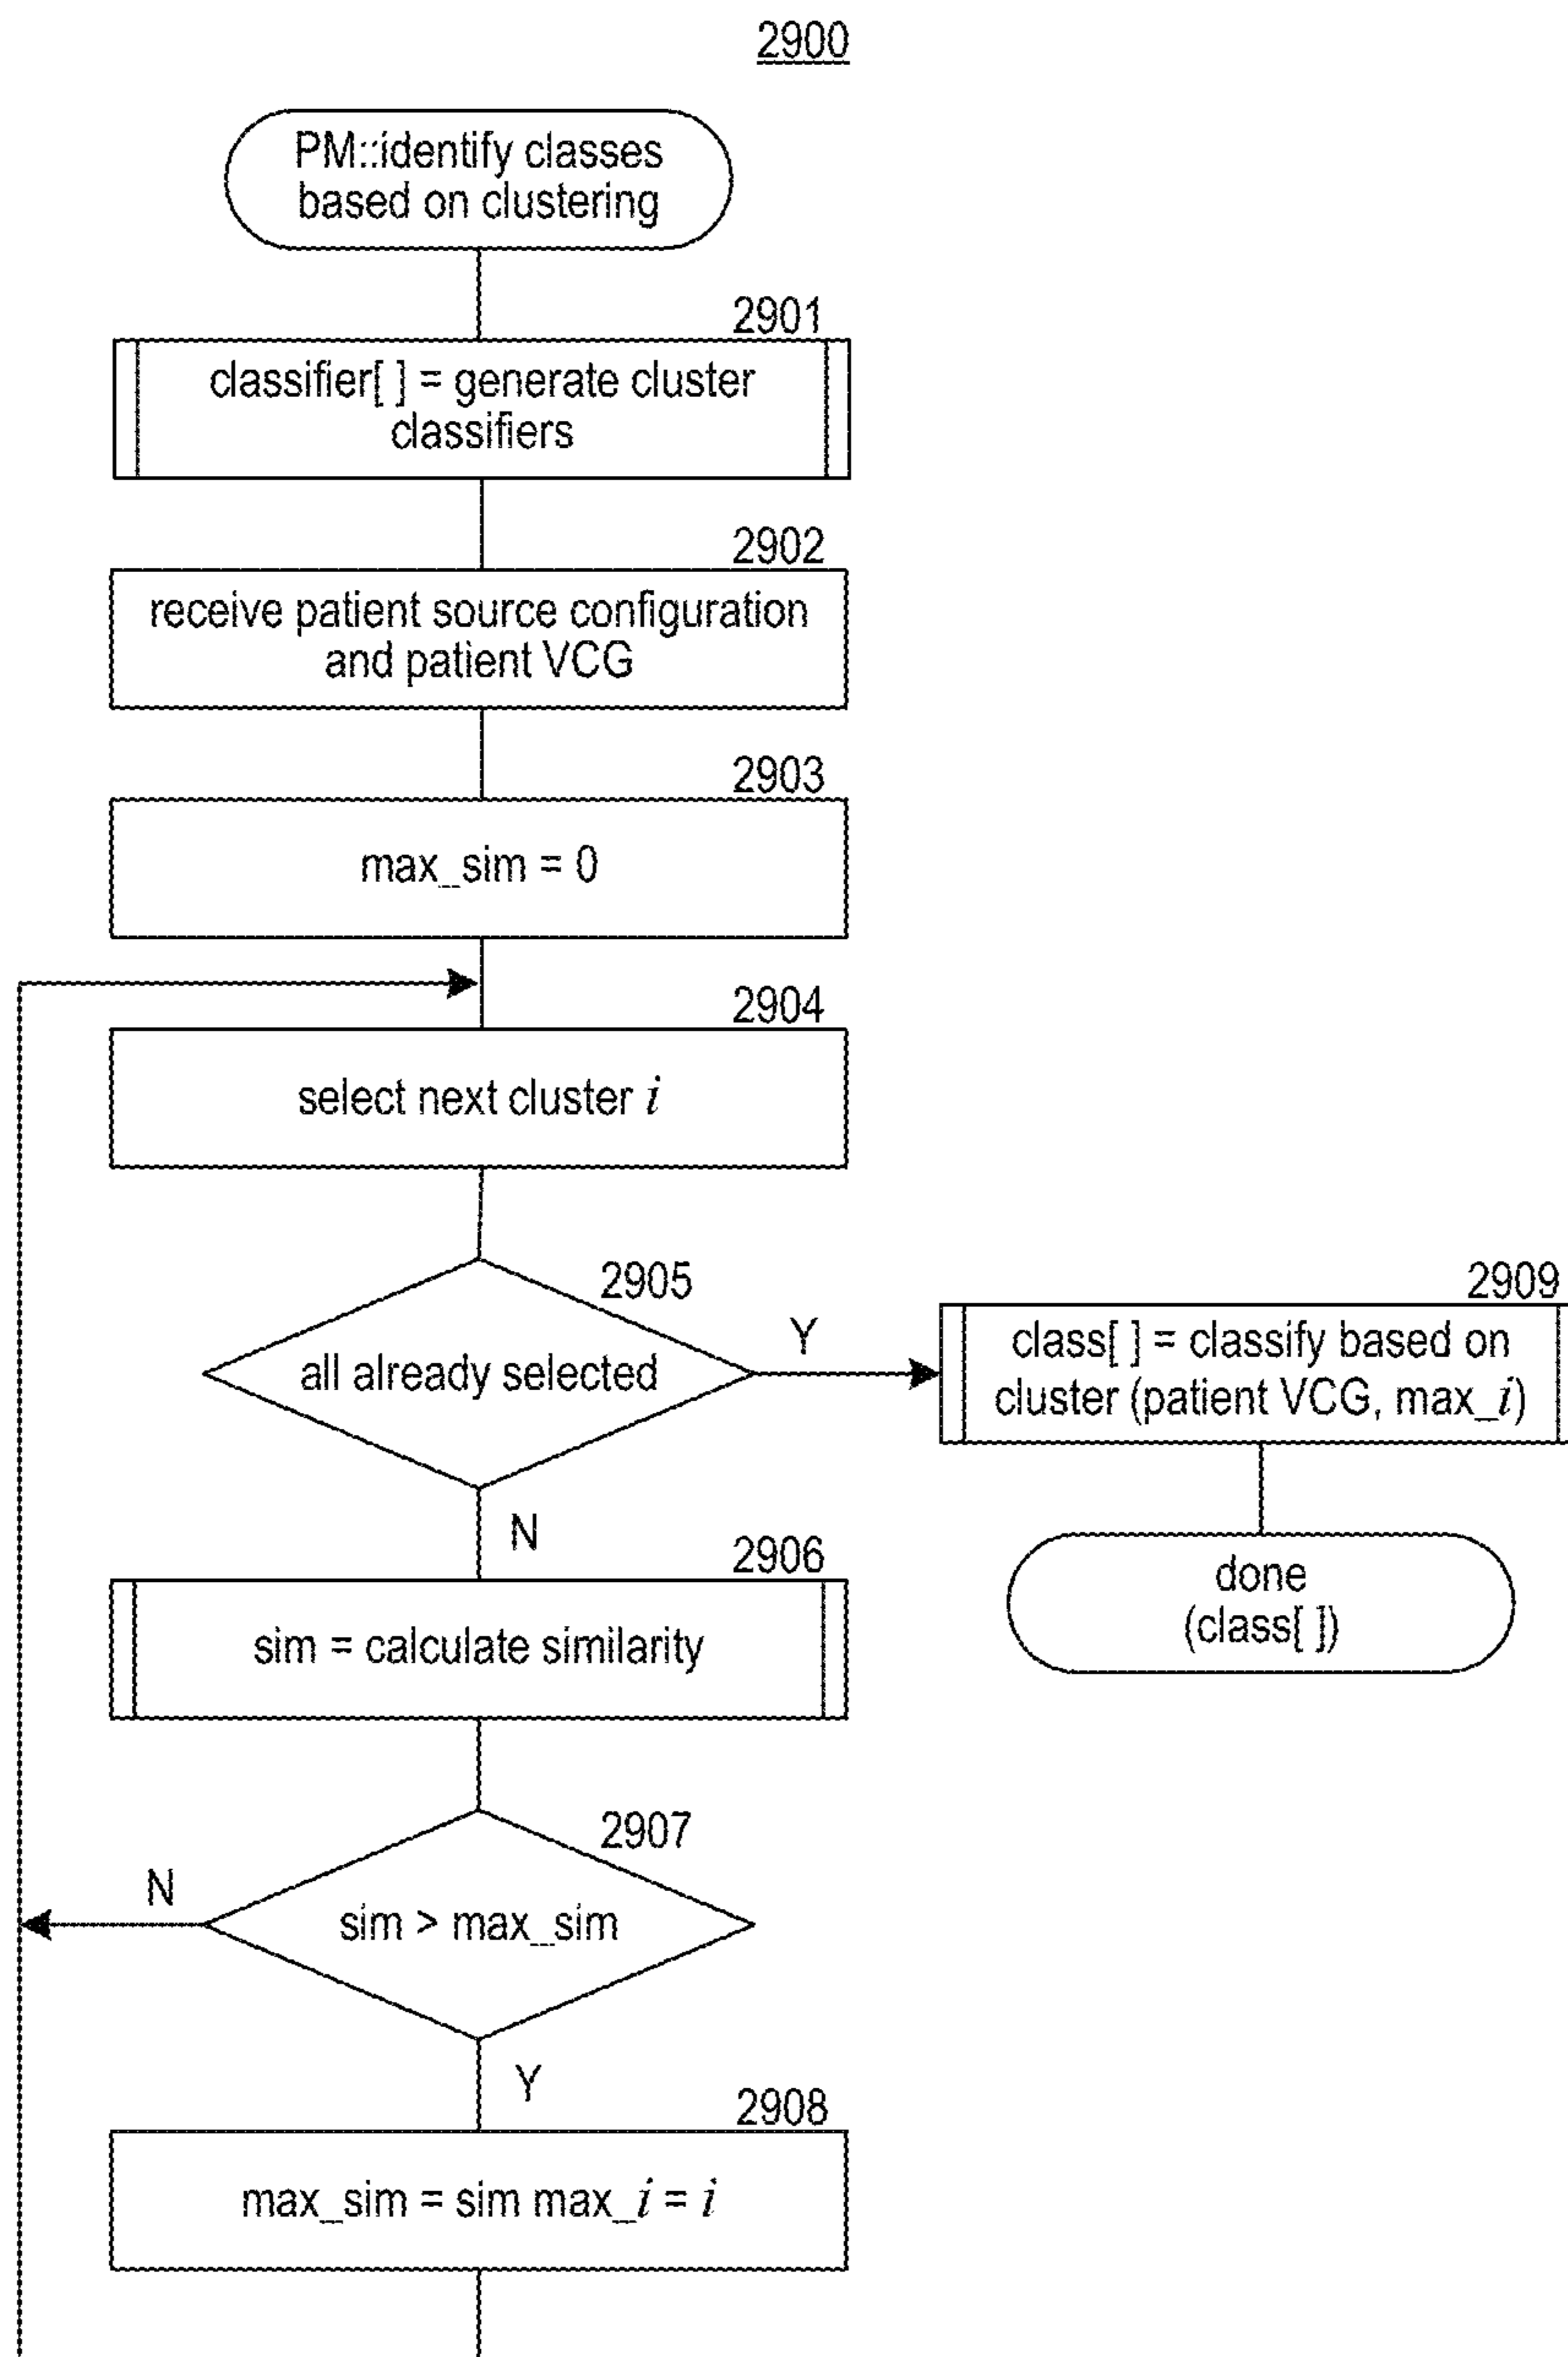 2900
PM::identify classes
based on clustering
2901
classifier[ ] = generate cluster
classifiers
2902
receive patient source configuration
and patient VCG
2903
max_sim = 0
2904
select next cluster i
2905
all already selected
Y
N
2909
class[ ] = classify based on
cluster (patient VCG, max_i)
done
(class[ ])
2906
sim = calculate similarity
2907
sim > max_sim
N
Y
2908
max_sim = sim max_i = i